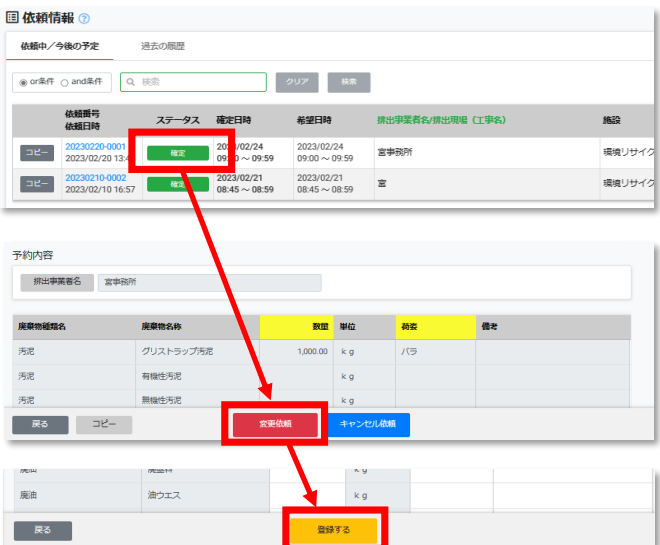 依頼情報 ?
依頼中／今後の予定 過去の履歴
or条件 and条件 検索 クリア 検索
依頼番号
依頼日時 ステータス 確定日時 希望日時 排出事業者名/排出現場（工事名） 施設
コピー 20230220-0001
2023/02/20 13:4 確定 2023/02/24
09:00 ～ 09:59 2023/02/24
09:00 ～ 09:59 宮事務所 環境リサイク
コピー 20230210-0002
2023/02/10 16:57 確定 2023/02/21
08:45 ～ 08:59 2023/02/21
08:45 ～ 08:59 宮 環境リサイク
予約内容
排出事業者名 宮事務所
廃棄物種類名 廃棄物名称 数量 単位 荷姿 備考
汚泥 グリストラップ汚泥 1,000.00 kg バラ
汚泥 有機性汚泥 kg
汚泥 無機性汚泥 kg
戻る コピー 変更依頼 キャンセル依頼
廃油 kg
廃油 油ウエス kg
戻る 登録する